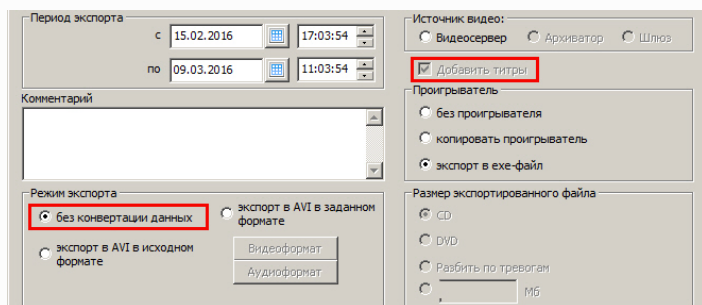 Период экспорта
с 15.02.2016 17:03:54
по 09.03.2016 11:03:54
Комментарий
Режим экспорта
без конвертации данных
экспорт в AVI в заданном
формате
экспорт в AVI в исходном
формате
Видеоформат
Аудиоформат
Источник видео:
Видеосервер Архиватор Шлюз
Добавить титры
Проигрыватель
без проигрывателя
копировать проигрыватель
экспорт в exe-файл
Размер экспортированного файла
CD
DVD
Разбить по тревогам
, Мб